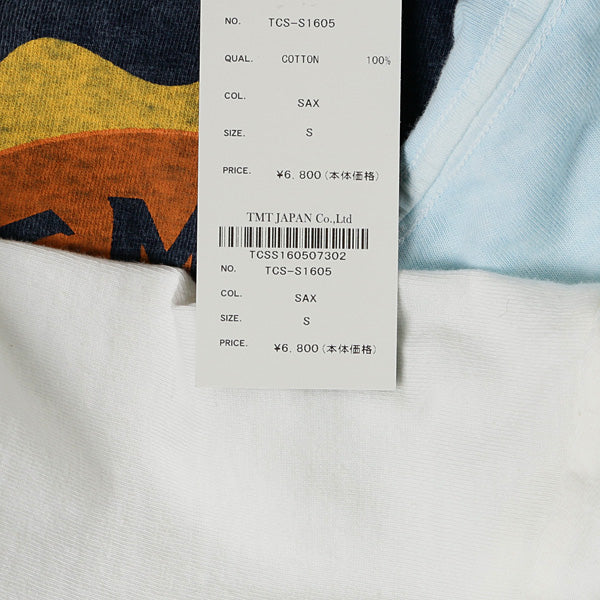 NO. TCS-S1605
QUAL. COTTON 100%
COL. SAX
SIZE. S
PRICE. ¥6,800(本体価格)
TMT JAPAN Co.,Ltd
TCSS160507302
NO. TCS-S1605
COL. SAX
SIZE. S
PRICE. ¥6,800(本体価格)